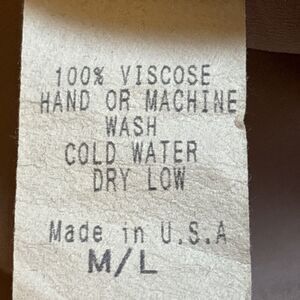 100% VISCOSE
HAND OR MACHINE
WASH
COLD WATER
DRY LOW
Made in U.S.A
M/L